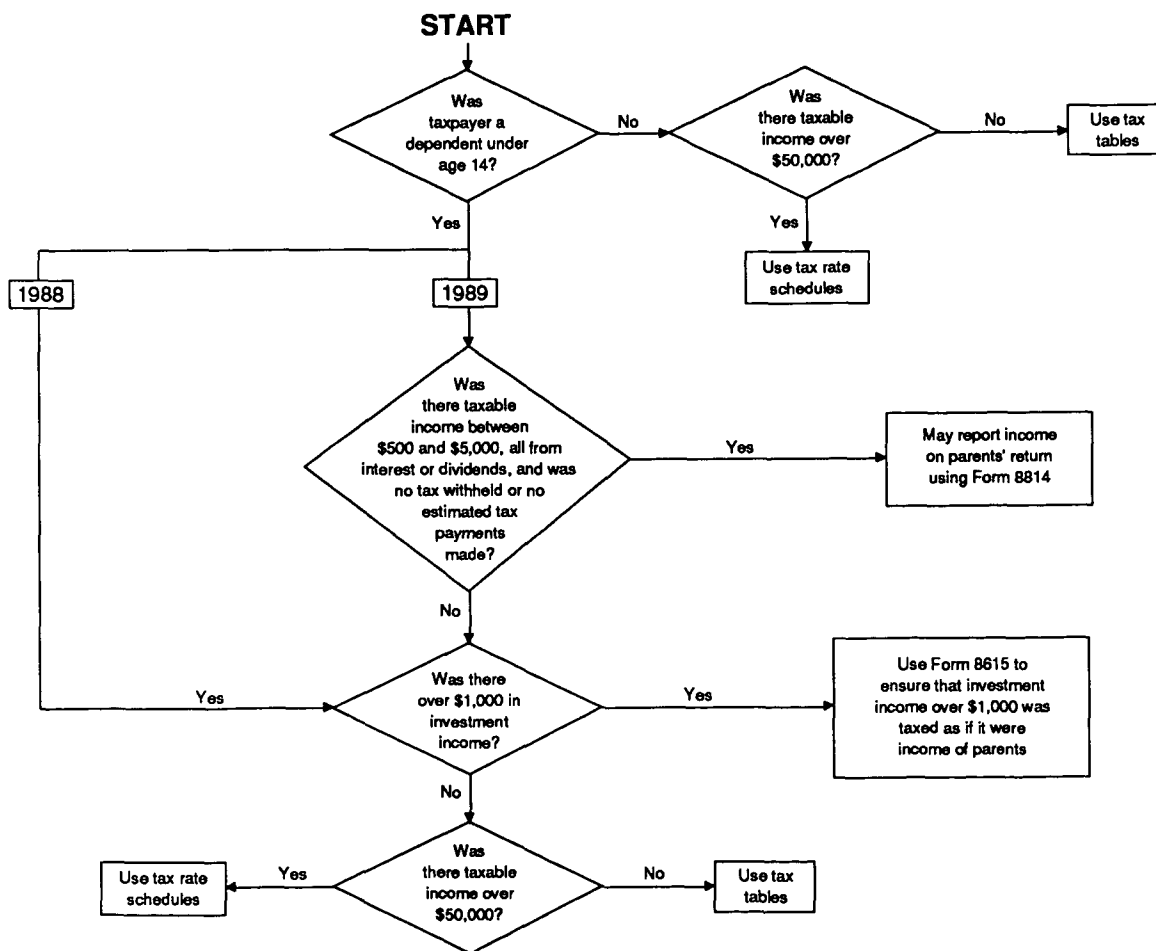 START
Was
taxpayer a
dependent under
age 14?
No
Was
there taxable
income over
$50,000?
No
Use tax
tables
Yes
Yes
Use tax rate
schedules
1988
1989
Was
there taxable
income between
$500 and $5,000, all from
interest or dividends, and was
no tax withheld or no
estimated tax
payments
made?
Yes
May report income
on parents' return
using Form 8814
No
Yes
Was there
over $1,000 in
investment
income?
Yes
Use Form 8615 to
ensure that investment
income over $1,000 was
taxed as if it were
income of parents
No
Use tax rate
schedules
Yes
Was
there taxable
income over
$50,000?
No
Use tax
tables